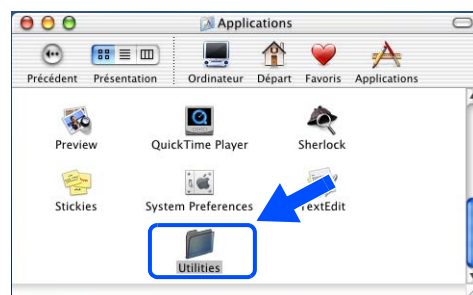 Applications
Précédent Présentation Ordinateur Départ Favoris Applications
Preview QuickTime Player Sherlock
Stickies System Preferences TextEdit
Utilities